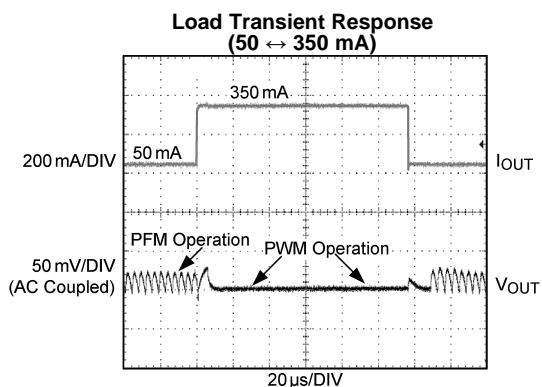 Load Transient Response
(50 ↔ 350 mA)
350 mA
50 mA
200 mA/DIV
IOUT
PFM Operation
PWM Operation
50 mV/DIV
(AC Coupled)
VOUT
20 µs/DIV